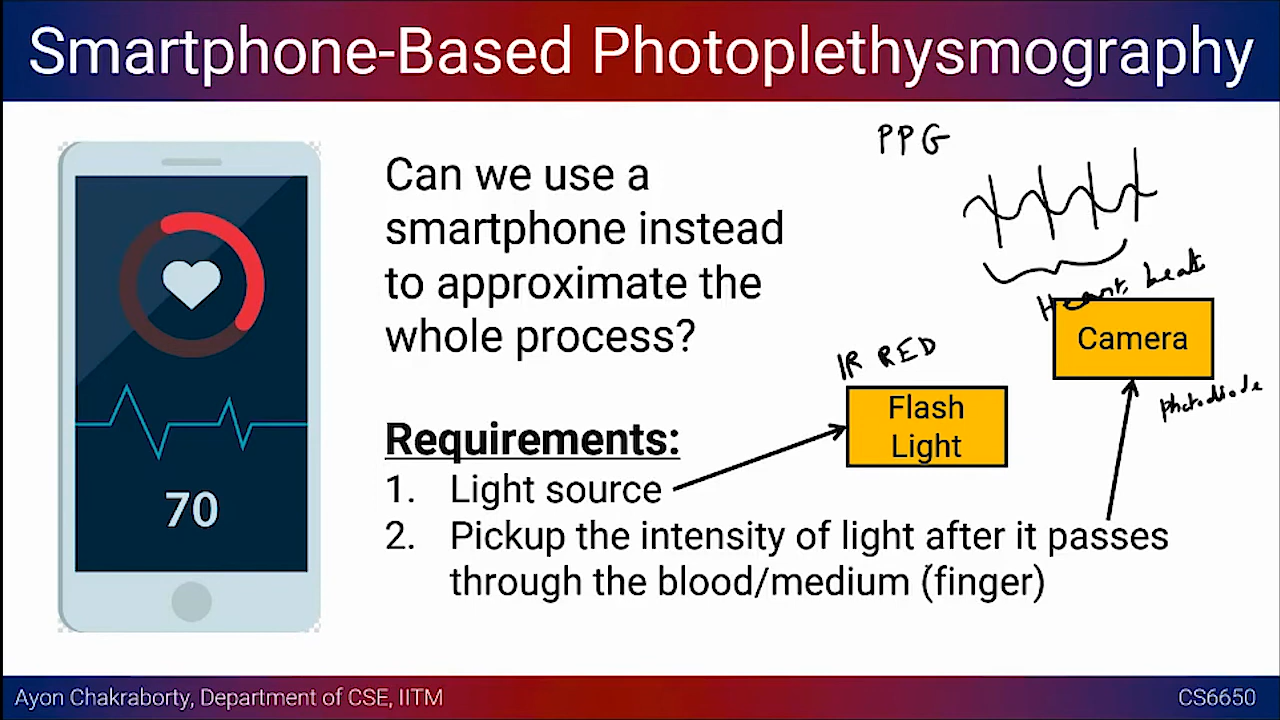 Smartphone-Based Photoplethysmography
PPG
Can we use a
smartphone instead
to approximate the
whole process?
Heart beat
Camera
IR RED
photodiode
Flash
Light
Requirements:
1. Light source
2. Pickup the intensity of light after it passes
through the blood/medium (finger)
70
Ayon Chakraborty, Department of CSE, IITM
CS6650